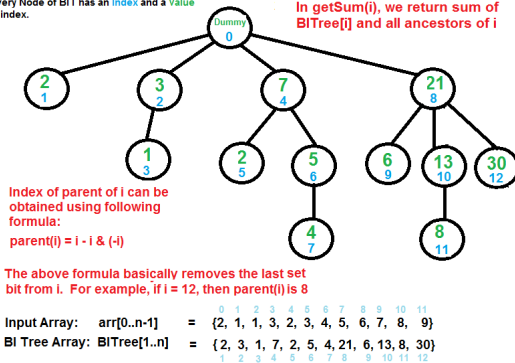 very Node of BIT has an Index and a Value
index.
In getSum(i), we return sum of
BITree[i] and all ancestors of i
Dummy
0
2
1
3
2
7
4
21
8
1
3
2
5
5
6
6
9
13
10
30
12
4
7
8
11
Index of parent of i can be
obtained using following
formula:
parent(i) = i - i & (-i)
The above formula basically removes the last set
bit from i. For example, if i = 12, then parent(i) is 8
0 1 2 3 4 5 6 7 8 9 10 11
Input Array: arr[0..n-1] = {2, 1, 1, 3, 2, 3, 4, 5, 6, 7, 8, 9}
BI Tree Array: BITree[1..n] = {2, 3, 1, 7, 2, 5, 4, 21, 6, 13, 8, 30}
1 2 3 4 5 6 7 8 9 10 11 12